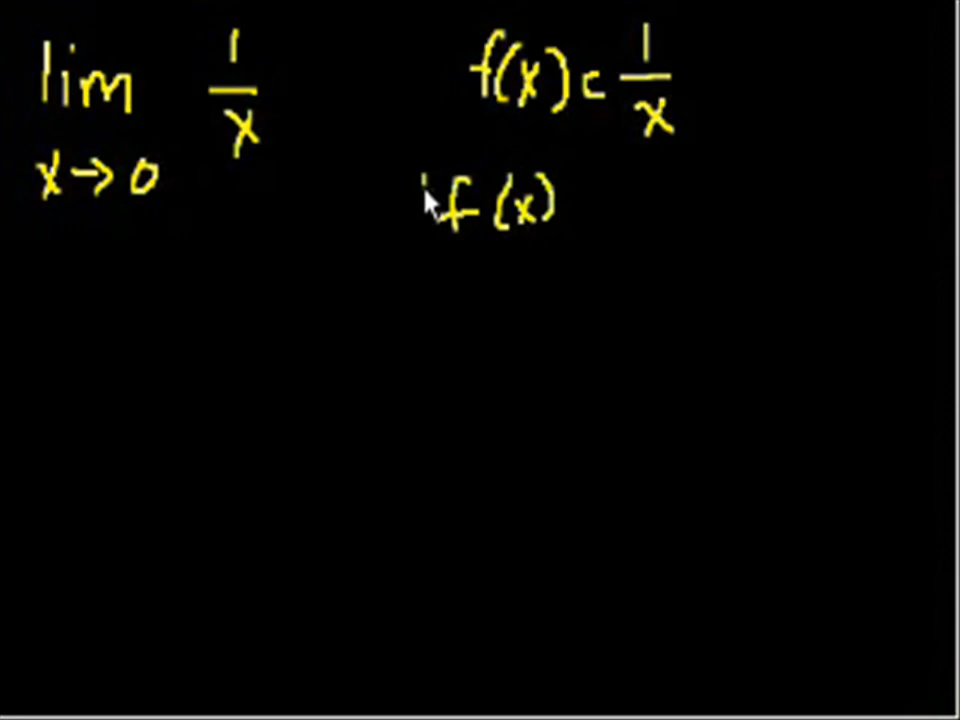 lim 1/x
x→0
f(x) = 1/x
f(x)